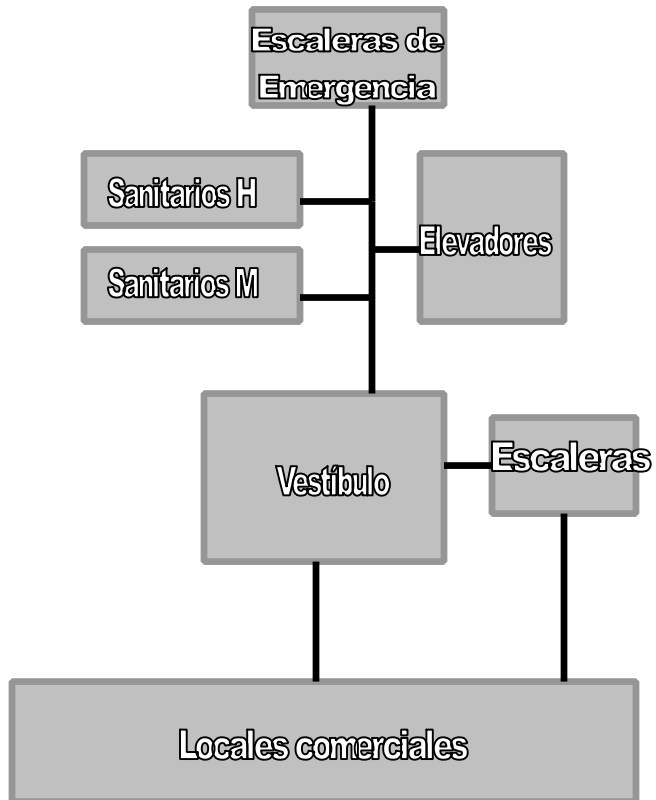 Escaleras de
Emergencia
Sanitarios H
Elevadores
Sanitarios M
Escaleras
Vestíbulo
Locales comerciales